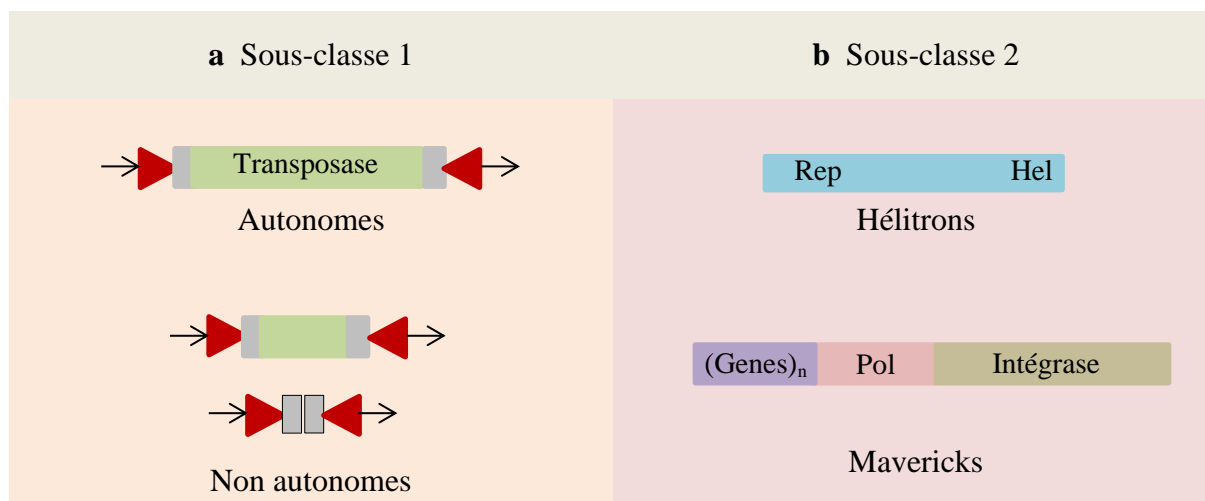 a Sous-classe 1
b Sous-classe 2
Transposase
Autonomes
Non autonomes
Rep Hel
Hélitrons
(Genes)n Pol Intégrase
Mavericks